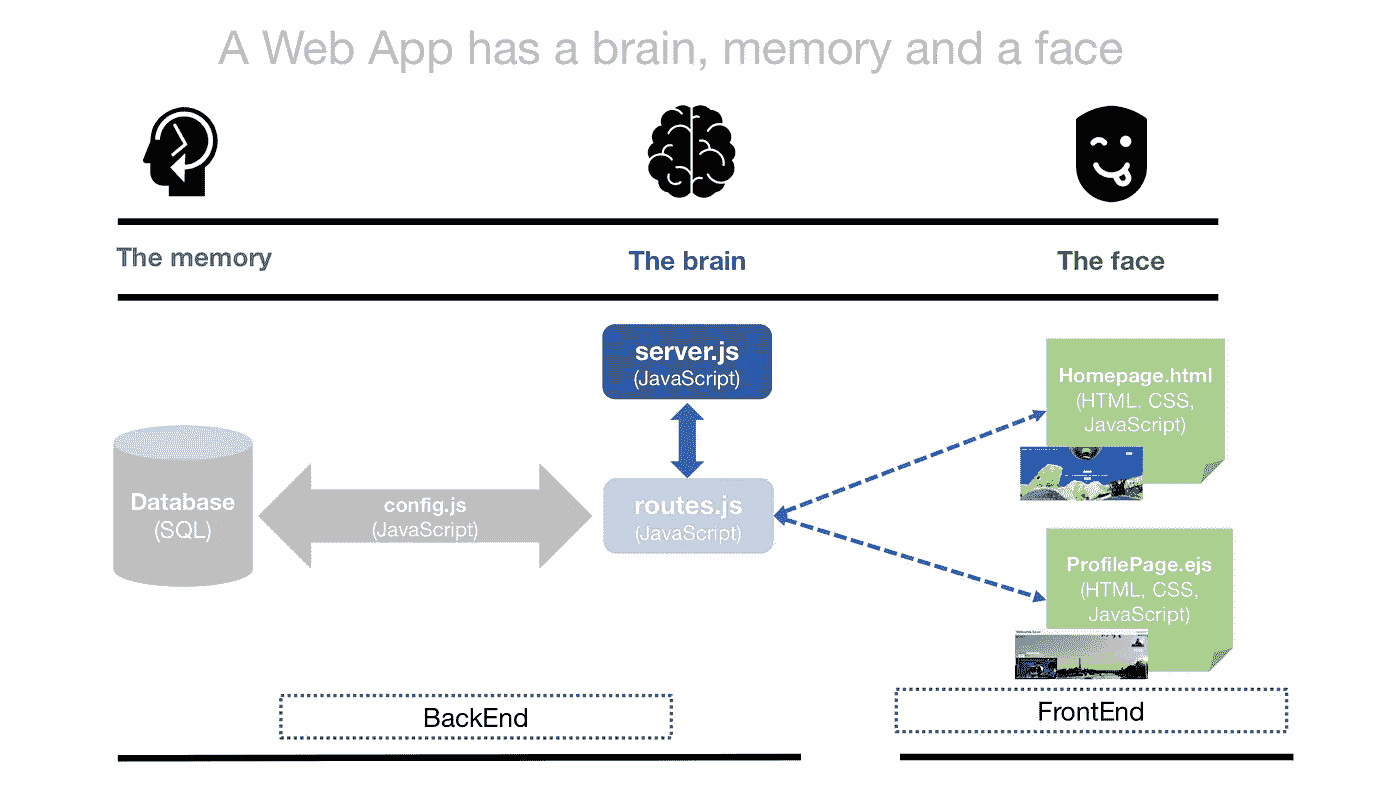 A Web App has a brain, memory and a face
The memory
The brain
The face
server.js
(JavaScript)
Homepage.html
(HTML, CSS,
JavaScript)
Database
(SQL)
config.js
(JavaScript)
routes.js
(JavaScript)
ProfilePage.ejs
(HTML, CSS,
JavaScript)
BackEnd
FrontEnd